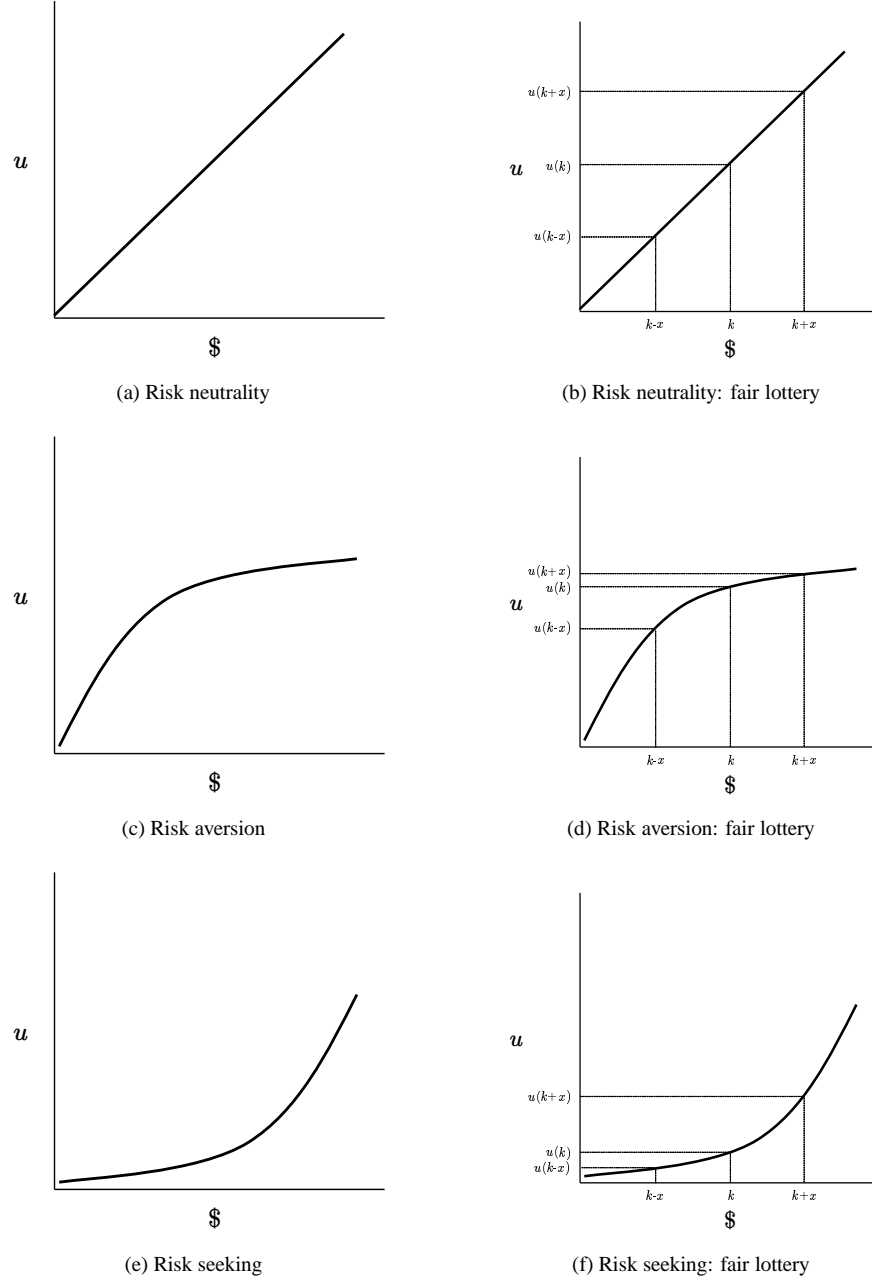 u
$
(a) Risk neutrality
u(k+x)
u
u(k)
u(k-x)
k-x k k+x
$
(b) Risk neutrality: fair lottery
u
$
(c) Risk aversion
u(k+x)
u(k)
u
u(k-x)
k-x k k+x
$
(d) Risk aversion: fair lottery
u
$
(e) Risk seeking
u
u(k+x)
u(k)
u(k-x)
k-x k k+x
$
(f) Risk seeking: fair lottery